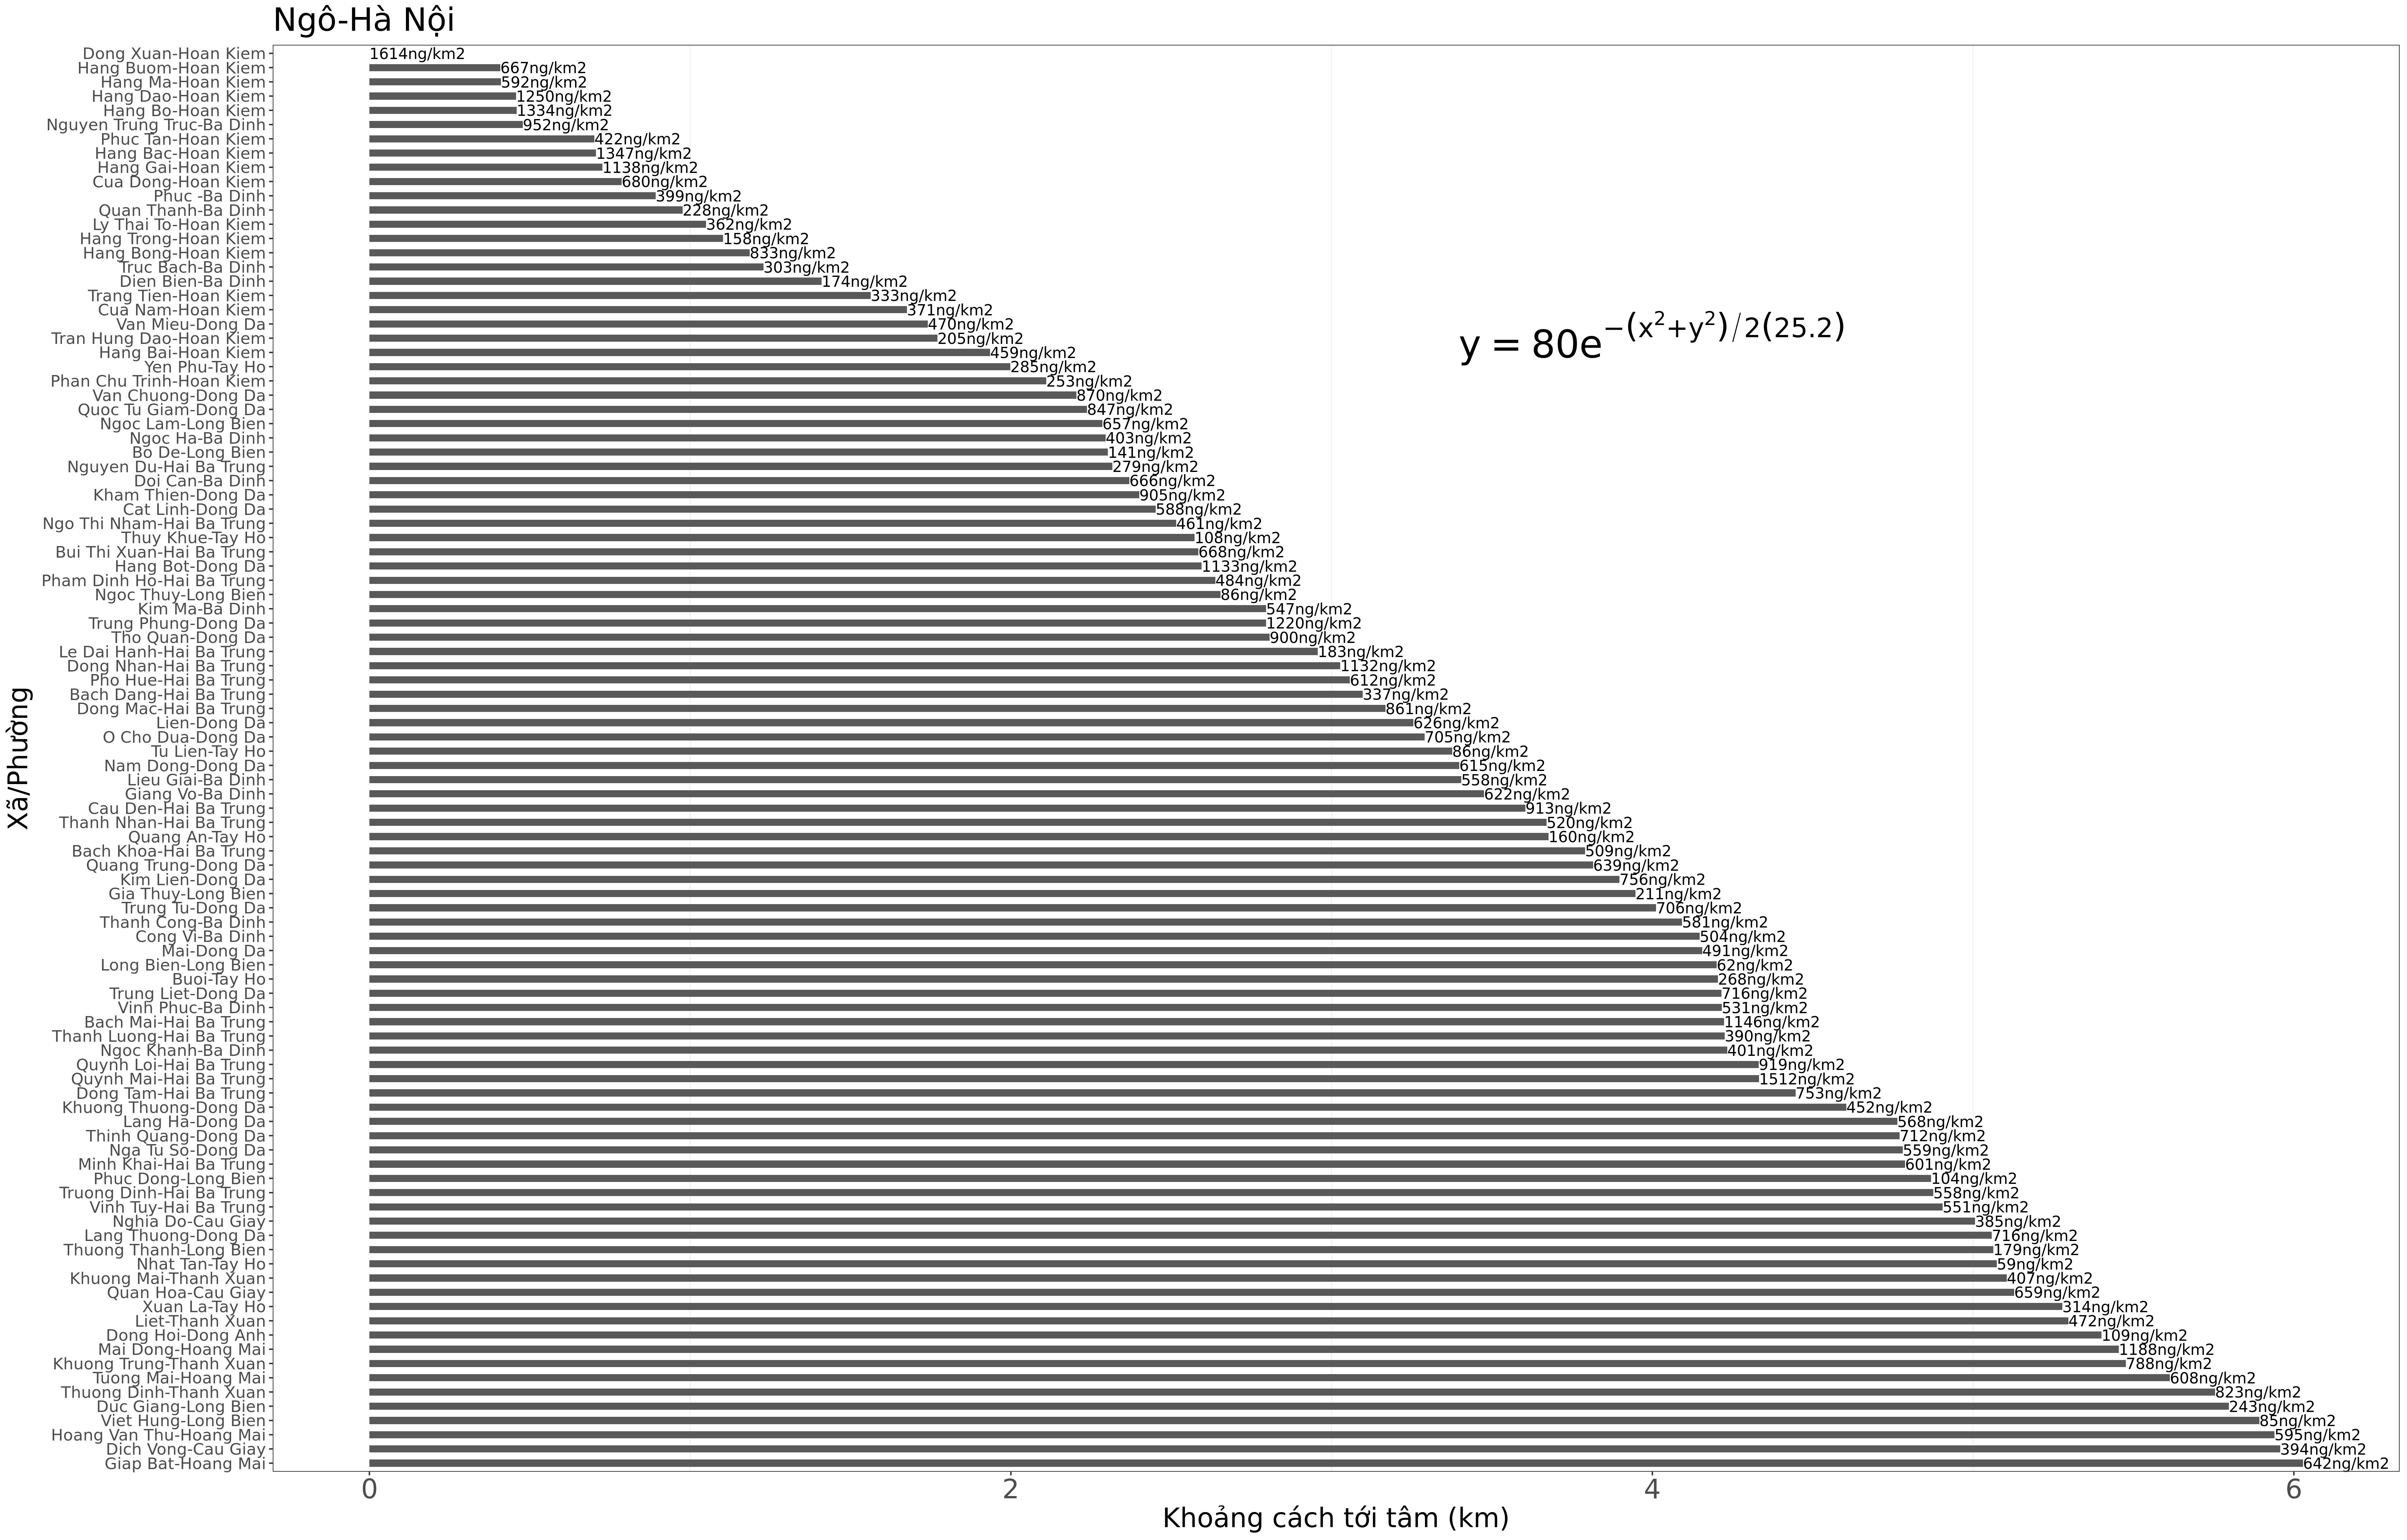 Ngô-Hà Nội
Dong Xuan-Hoan Kiem 1614ng/km2
Hang Buom-Hoan Kiem 667ng/km2
Hang Ma-Hoan Kiem 592ng/km2
Hang Dao-Hoan Kiem 1250ng/km2
Hang Bo-Hoan Kiem 1334ng/km2
Nguyen Trung Truc-Ba Dinh 952ng/km2
Phuc Tan-Hoan Kiem 422ng/km2
Hang Bac-Hoan Kiem 1347ng/km2
Hang Gai-Hoan Kiem 1138ng/km2
Cua Dong-Hoan Kiem 680ng/km2
Phuc -Ba Dinh 399ng/km2
Quan Thanh-Ba Dinh 228ng/km2
Ly Thai To-Hoan Kiem 362ng/km2
Hang Trong-Hoan Kiem 158ng/km2
Hang Bong-Hoan Kiem 833ng/km2
Truc Bach-Ba Dinh 303ng/km2
Dien Bien-Ba Dinh 174ng/km2
Trang Tien-Hoan Kiem 333ng/km2
Cua Nam-Hoan Kiem 371ng/km2
Van Mieu-Dong Da 470ng/km2
Tran Hung Dao-Hoan Kiem 205ng/km2
y = 80e^−(x²+y²)/2(25.2)
Hang Bai-Hoan Kiem 459ng/km2
Yen Phu-Tay Ho 285ng/km2
Phan Chu Trinh-Hoan Kiem 253ng/km2
Van Chuong-Dong Da 870ng/km2
Quoc Tu Giam-Dong Da 847ng/km2
Ngoc Lam-Long Bien 657ng/km2
Ngoc Ha-Ba Dinh 403ng/km2
Bo De-Long Bien 141ng/km2
Nguyen Du-Hai Ba Trung 279ng/km2
Doi Can-Ba Dinh 666ng/km2
Kham Thien-Dong Da 905ng/km2
Cat Linh-Dong Da 588ng/km2
Ngo Thi Nham-Hai Ba Trung 461ng/km2
Thuy Khue-Tay Ho 108ng/km2
Bui Thi Xuan-Hai Ba Trung 668ng/km2
Hang Bot-Dong Da 1133ng/km2
Pham Dinh Ho-Hai Ba Trung 484ng/km2
Ngoc Thuy-Long Bien 86ng/km2
Kim Ma-Ba Dinh 547ng/km2
Trung Phung-Dong Da 1220ng/km2
Tho Quan-Dong Da 900ng/km2
Le Dai Hanh-Hai Ba Trung 183ng/km2
Dong Nhan-Hai Ba Trung 1132ng/km2
Pho Hue-Hai Ba Trung 612ng/km2
Bach Dang-Hai Ba Trung 337ng/km2
Dong Mac-Hai Ba Trung 861ng/km2
Lien-Dong Da 626ng/km2
O Cho Dua-Dong Da 705ng/km2
Tu Lien-Tay Ho 86ng/km2
Nam Dong-Dong Da 615ng/km2
Lieu Giai-Ba Dinh 558ng/km2
Giang Vo-Ba Dinh 622ng/km2
Cau Den-Hai Ba Trung 913ng/km2
Thanh Nhan-Hai Ba Trung 520ng/km2
Quang An-Tay Ho 160ng/km2
Bach Khoa-Hai Ba Trung 509ng/km2
Quang Trung-Dong Da 639ng/km2
Kim Lien-Dong Da 756ng/km2
Gia Thuy-Long Bien 211ng/km2
Trung Tu-Dong Da 706ng/km2
Thanh Cong-Ba Dinh 581ng/km2
Cong Vi-Ba Dinh 504ng/km2
Mai-Dong Da 491ng/km2
Long Bien-Long Bien 62ng/km2
Buoi-Tay Ho 268ng/km2
Trung Liet-Dong Da 716ng/km2
Vinh Phuc-Ba Dinh 531ng/km2
Bach Mai-Hai Ba Trung 1146ng/km2
Thanh Luong-Hai Ba Trung 390ng/km2
Ngoc Khanh-Ba Dinh 401ng/km2
Quynh Loi-Hai Ba Trung 919ng/km2
Quynh Mai-Hai Ba Trung 1512ng/km2
Dong Tam-Hai Ba Trung 753ng/km2
Khuong Thuong-Dong Da 452ng/km2
Lang Ha-Dong Da 568ng/km2
Thinh Quang-Dong Da 712ng/km2
Nga Tu So-Dong Da 559ng/km2
Minh Khai-Hai Ba Trung 601ng/km2
Phuc Dong-Long Bien 104ng/km2
Truong Dinh-Hai Ba Trung 558ng/km2
Vinh Tuy-Hai Ba Trung 551ng/km2
Nghia Do-Cau Giay 385ng/km2
Lang Thuong-Dong Da 716ng/km2
Thuong Thanh-Long Bien 179ng/km2
Nhat Tan-Tay Ho 59ng/km2
Khuong Mai-Thanh Xuan 407ng/km2
Quan Hoa-Cau Giay 659ng/km2
Xuan La-Tay Ho 314ng/km2
Liet-Thanh Xuan 472ng/km2
Dong Hoi-Dong Anh 109ng/km2
Mai Dong-Hoang Mai 1188ng/km2
Khuong Trung-Thanh Xuan 788ng/km2
Tuong Mai-Hoang Mai 608ng/km2
Thuong Dinh-Thanh Xuan 823ng/km2
Duc Giang-Long Bien 243ng/km2
Viet Hung-Long Bien 85ng/km2
Hoang Van Thu-Hoang Mai 595ng/km2
Dich Vong-Cau Giay 394ng/km2
Giap Bat-Hoang Mai 642ng/km2
Xã/Phường
0 2 4 6
Khoảng cách tới tâm (km)